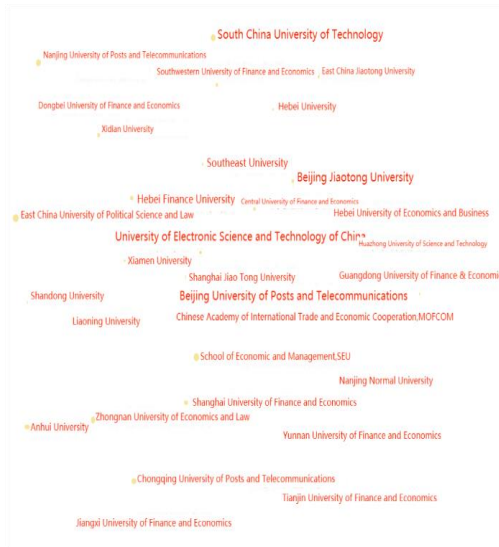 South China University of Technology
Nanjing University of Posts and Telecommunications
Southwestern University of Finance and Economics
East China Jiaotong University
Dongbei University of Finance and Economics
Hebei University
Xidian University
Southeast University
Beijing Jiaotong University
Hebei Finance University
Central University of Finance and Economics
East China University of Political Science and Law
Hebei University of Economics and Business
University of Electronic Science and Technology of China
Huazhong University of Science and Technology
Xiamen University
Shanghai Jiao Tong University
Guangdong University of Finance & Economi
Shandong University
Beijing University of Posts and Telecommunications
Liaoning University
Chinese Academy of International Trade and Economic Cooperation,MOFCOM
School of Economic and Management,SEU
Nanjing Normal University
Shanghai University of Finance and Economics
Zhongnan University of Economics and Law
Anhui University
Yunnan University of Finance and Economics
Chongqing University of Posts and Telecommunications
Tianjin University of Finance and Economics
Jiangxi University of Finance and Economics